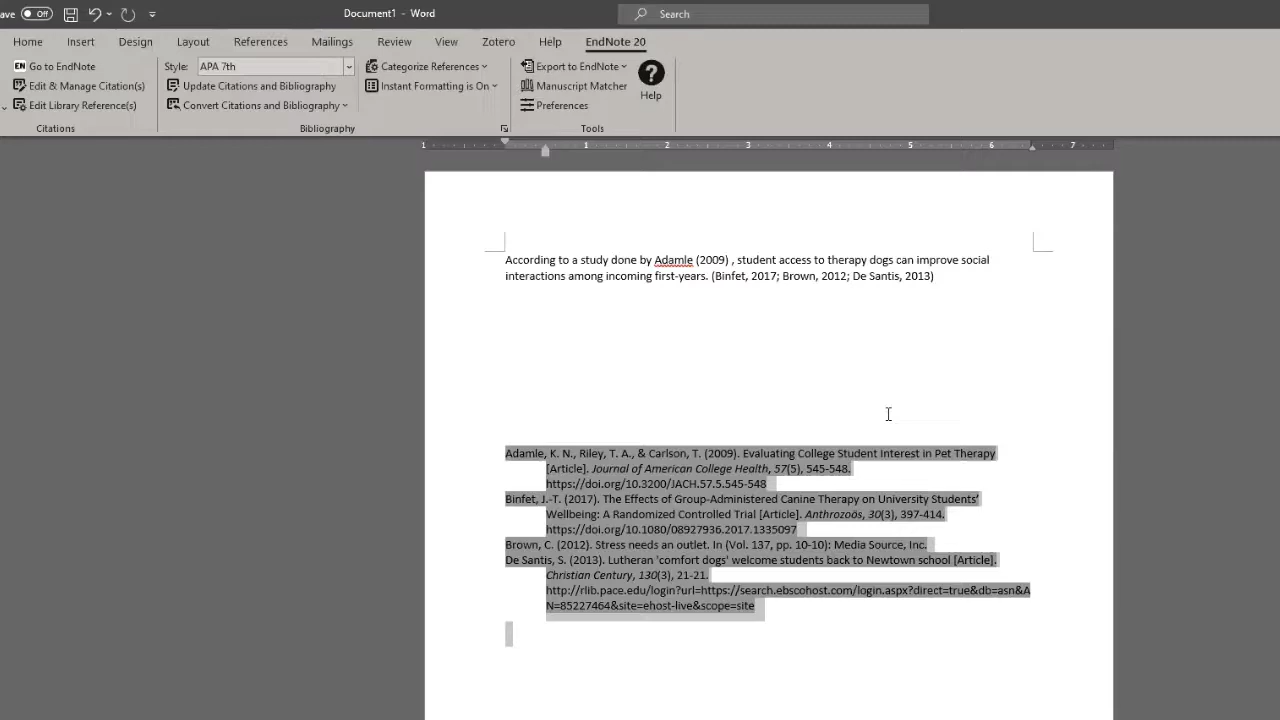 ave Off Document1 - Word Search
Home Insert Design Layout References Mailings Review View Zotero Help EndNote 20
EN Go to EndNote Style: APA 7th Categorize References Export to EndNote
Edit & Manage Citation(s) Update Citations and Bibliography Instant Formatting is On Manuscript Matcher
Edit Library Reference(s) Convert Citations and Bibliography Preferences Help
Citations Bibliography Tools
1 1 2 3 4 5 6 7
According to a study done by Adamle (2009) , student access to therapy dogs can improve social
interactions among incoming first-years. (Binfet, 2017; Brown, 2012; De Santis, 2013)
Adamle, K. N., Riley, T. A., & Carlson, T. (2009). Evaluating College Student Interest in Pet Therapy
[Article]. Journal of American College Health, 57(5), 545-548.
https://doi.org/10.3200/JACH.57.5.545-548
Binfet, J.-T. (2017). The Effects of Group-Administered Canine Therapy on University Students’
Wellbeing: A Randomized Controlled Trial [Article]. Anthrozoös, 30(3), 397-414.
https://doi.org/10.1080/08927936.2017.1335097
Brown, C. (2012). Stress needs an outlet. In (Vol. 137, pp. 10-10): Media Source, Inc.
De Santis, S. (2013). Lutheran 'comfort dogs' welcome students back to Newtown school [Article].
Christian Century, 130(3), 21-21.
http://rlib.pace.edu/login?url=https://search.ebscohost.com/login.aspx?direct=true&db=asn&A
N=85227464&site=ehost-live&scope=site